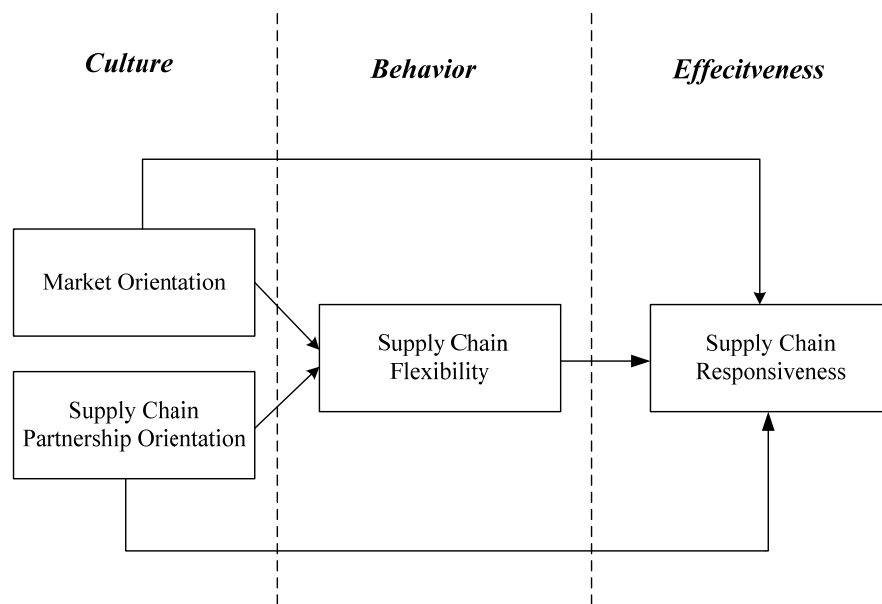 Culture
Behavior
Effecitveness
Market Orientation
Supply Chain
Partnership Orientation
Supply Chain
Flexibility
Supply Chain
Responsiveness